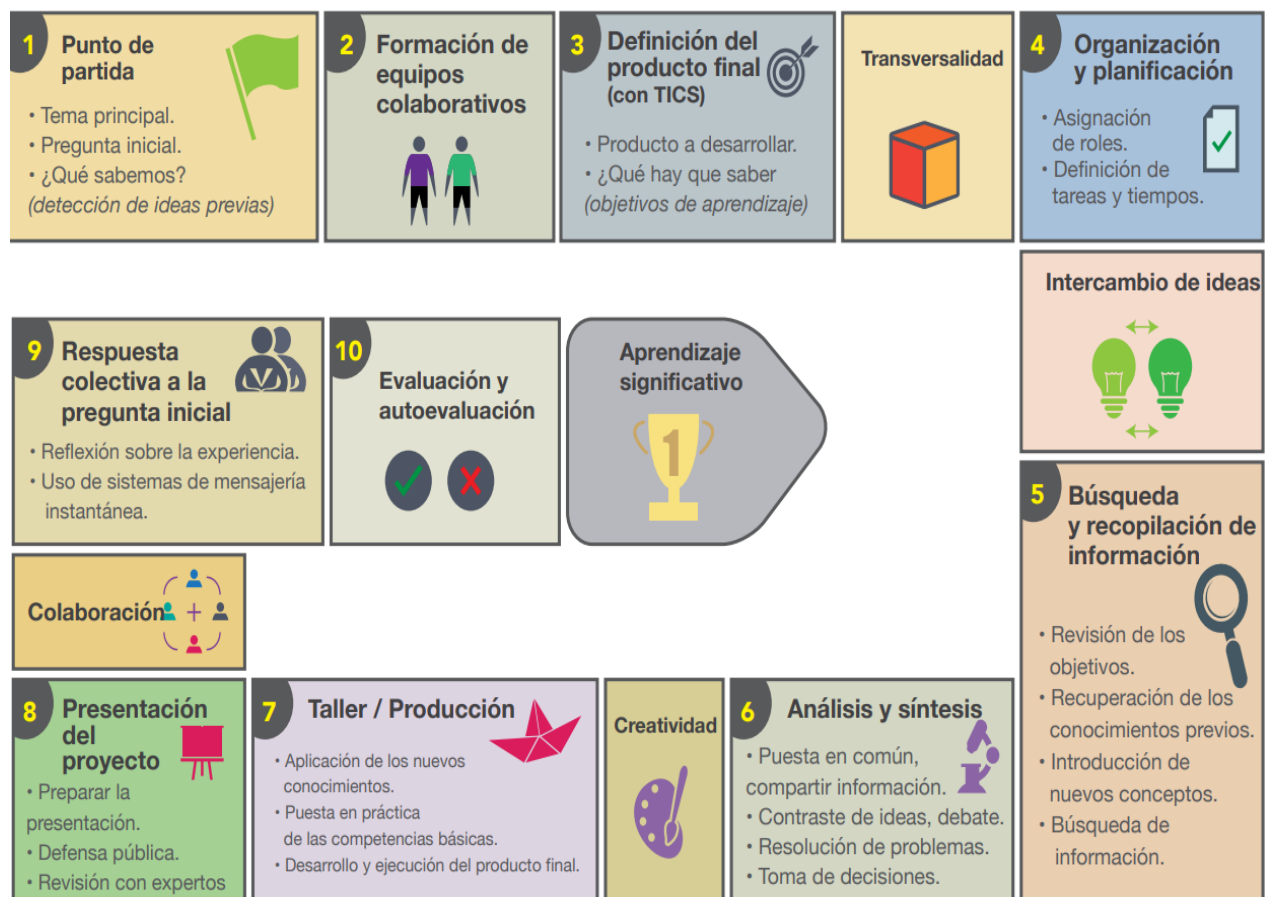 1
Punto de
partida
• Tema principal.
• Pregunta inicial.
• ¿Qué sabemos?
(detección de ideas previas)
2
Formación de
equipos
colaborativos
3
Definición del
producto final
(con TICS)
• Producto a desarrollar.
• ¿Qué hay que saber
(objetivos de aprendizaje)
Transversalidad
4
Organización
y planificación
• Asignación
de roles.
• Definición de
tareas y tiempos.
Intercambio de ideas
5
Búsqueda
y recopilación de
información
• Revisión de los
objetivos.
• Recuperación de los
conocimientos previos.
• Introducción de
nuevos conceptos.
• Búsqueda de
información.
6
Análisis y síntesis
• Puesta en común,
compartir información.
• Contraste de ideas, debate.
• Resolución de problemas.
• Toma de decisiones.
Creatividad
7
Taller / Producción
• Aplicación de los nuevos
conocimientos.
• Puesta en práctica
de las competencias básicas.
• Desarrollo y ejecución del producto final.
8
Presentación
del
proyecto
• Preparar la
presentación.
• Defensa pública.
• Revisión con expertos
Colaboración
9
Respuesta
colectiva a la
pregunta inicial
• Reflexión sobre la experiencia.
• Uso de sistemas de mensajería
instantánea.
10
Evaluación y
autoevaluación
Aprendizaje
significativo
1